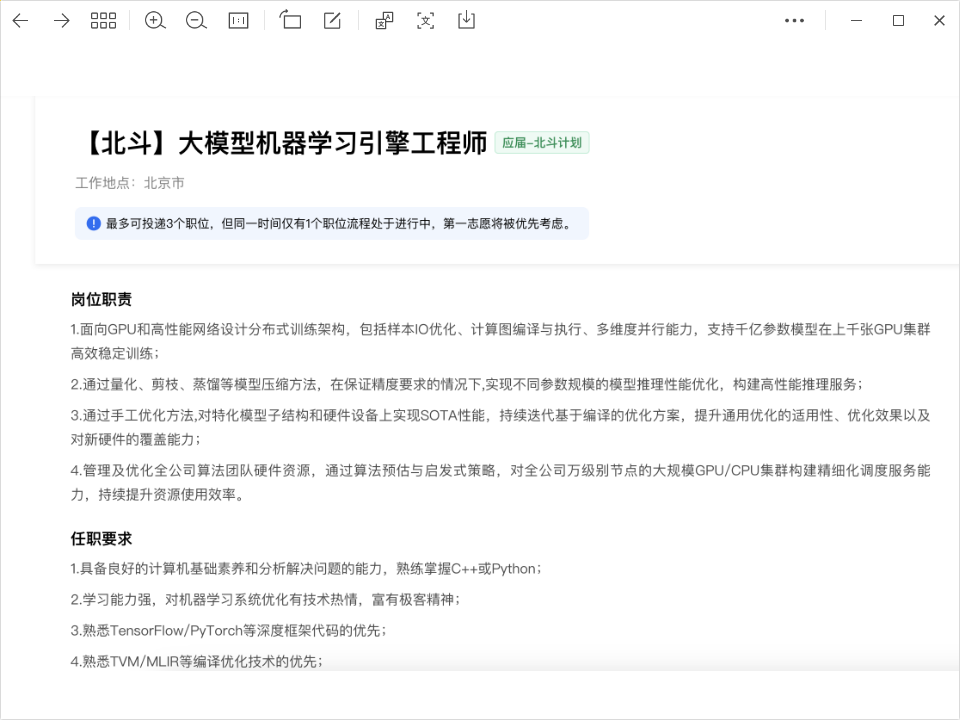 【北斗】大模型机器学习引擎工程师 应届-北斗计划
工作地点：北京市
最多可投递3个职位，但同一时间仅有1个职位流程处于进行中，第一志愿将被优先考虑。
岗位职责
1.面向GPU和高性能网络设计分布式训练架构，包括样本IO优化、计算图编译与执行、多维度并行能力，支持千亿参数模型在上千张GPU集群
高效稳定训练；
2.通过量化、剪枝、蒸馏等模型压缩方法，在保证精度要求的情况下,实现不同参数规模的模型推理性能优化，构建高性能推理服务；
3.通过手工优化方法,对特化模型子结构和硬件设备上实现SOTA性能，持续迭代基于编译的优化方案，提升通用优化的适用性、优化效果以及
对新硬件的覆盖能力；
4.管理及优化全公司算法团队硬件资源，通过算法预估与启发式策略，对全公司万级别节点的大规模GPU/CPU集群构建精细化调度服务能
力，持续提升资源使用效率。
任职要求
1.具备良好的计算机基础素养和分析解决问题的能力，熟练掌握C++或Python；
2.学习能力强，对机器学习系统优化有技术热情，富有极客精神；
3.熟悉TensorFlow/PyTorch等深度框架代码的优先；
4.熟悉TVM/MLIR等编译优化技术的优先；